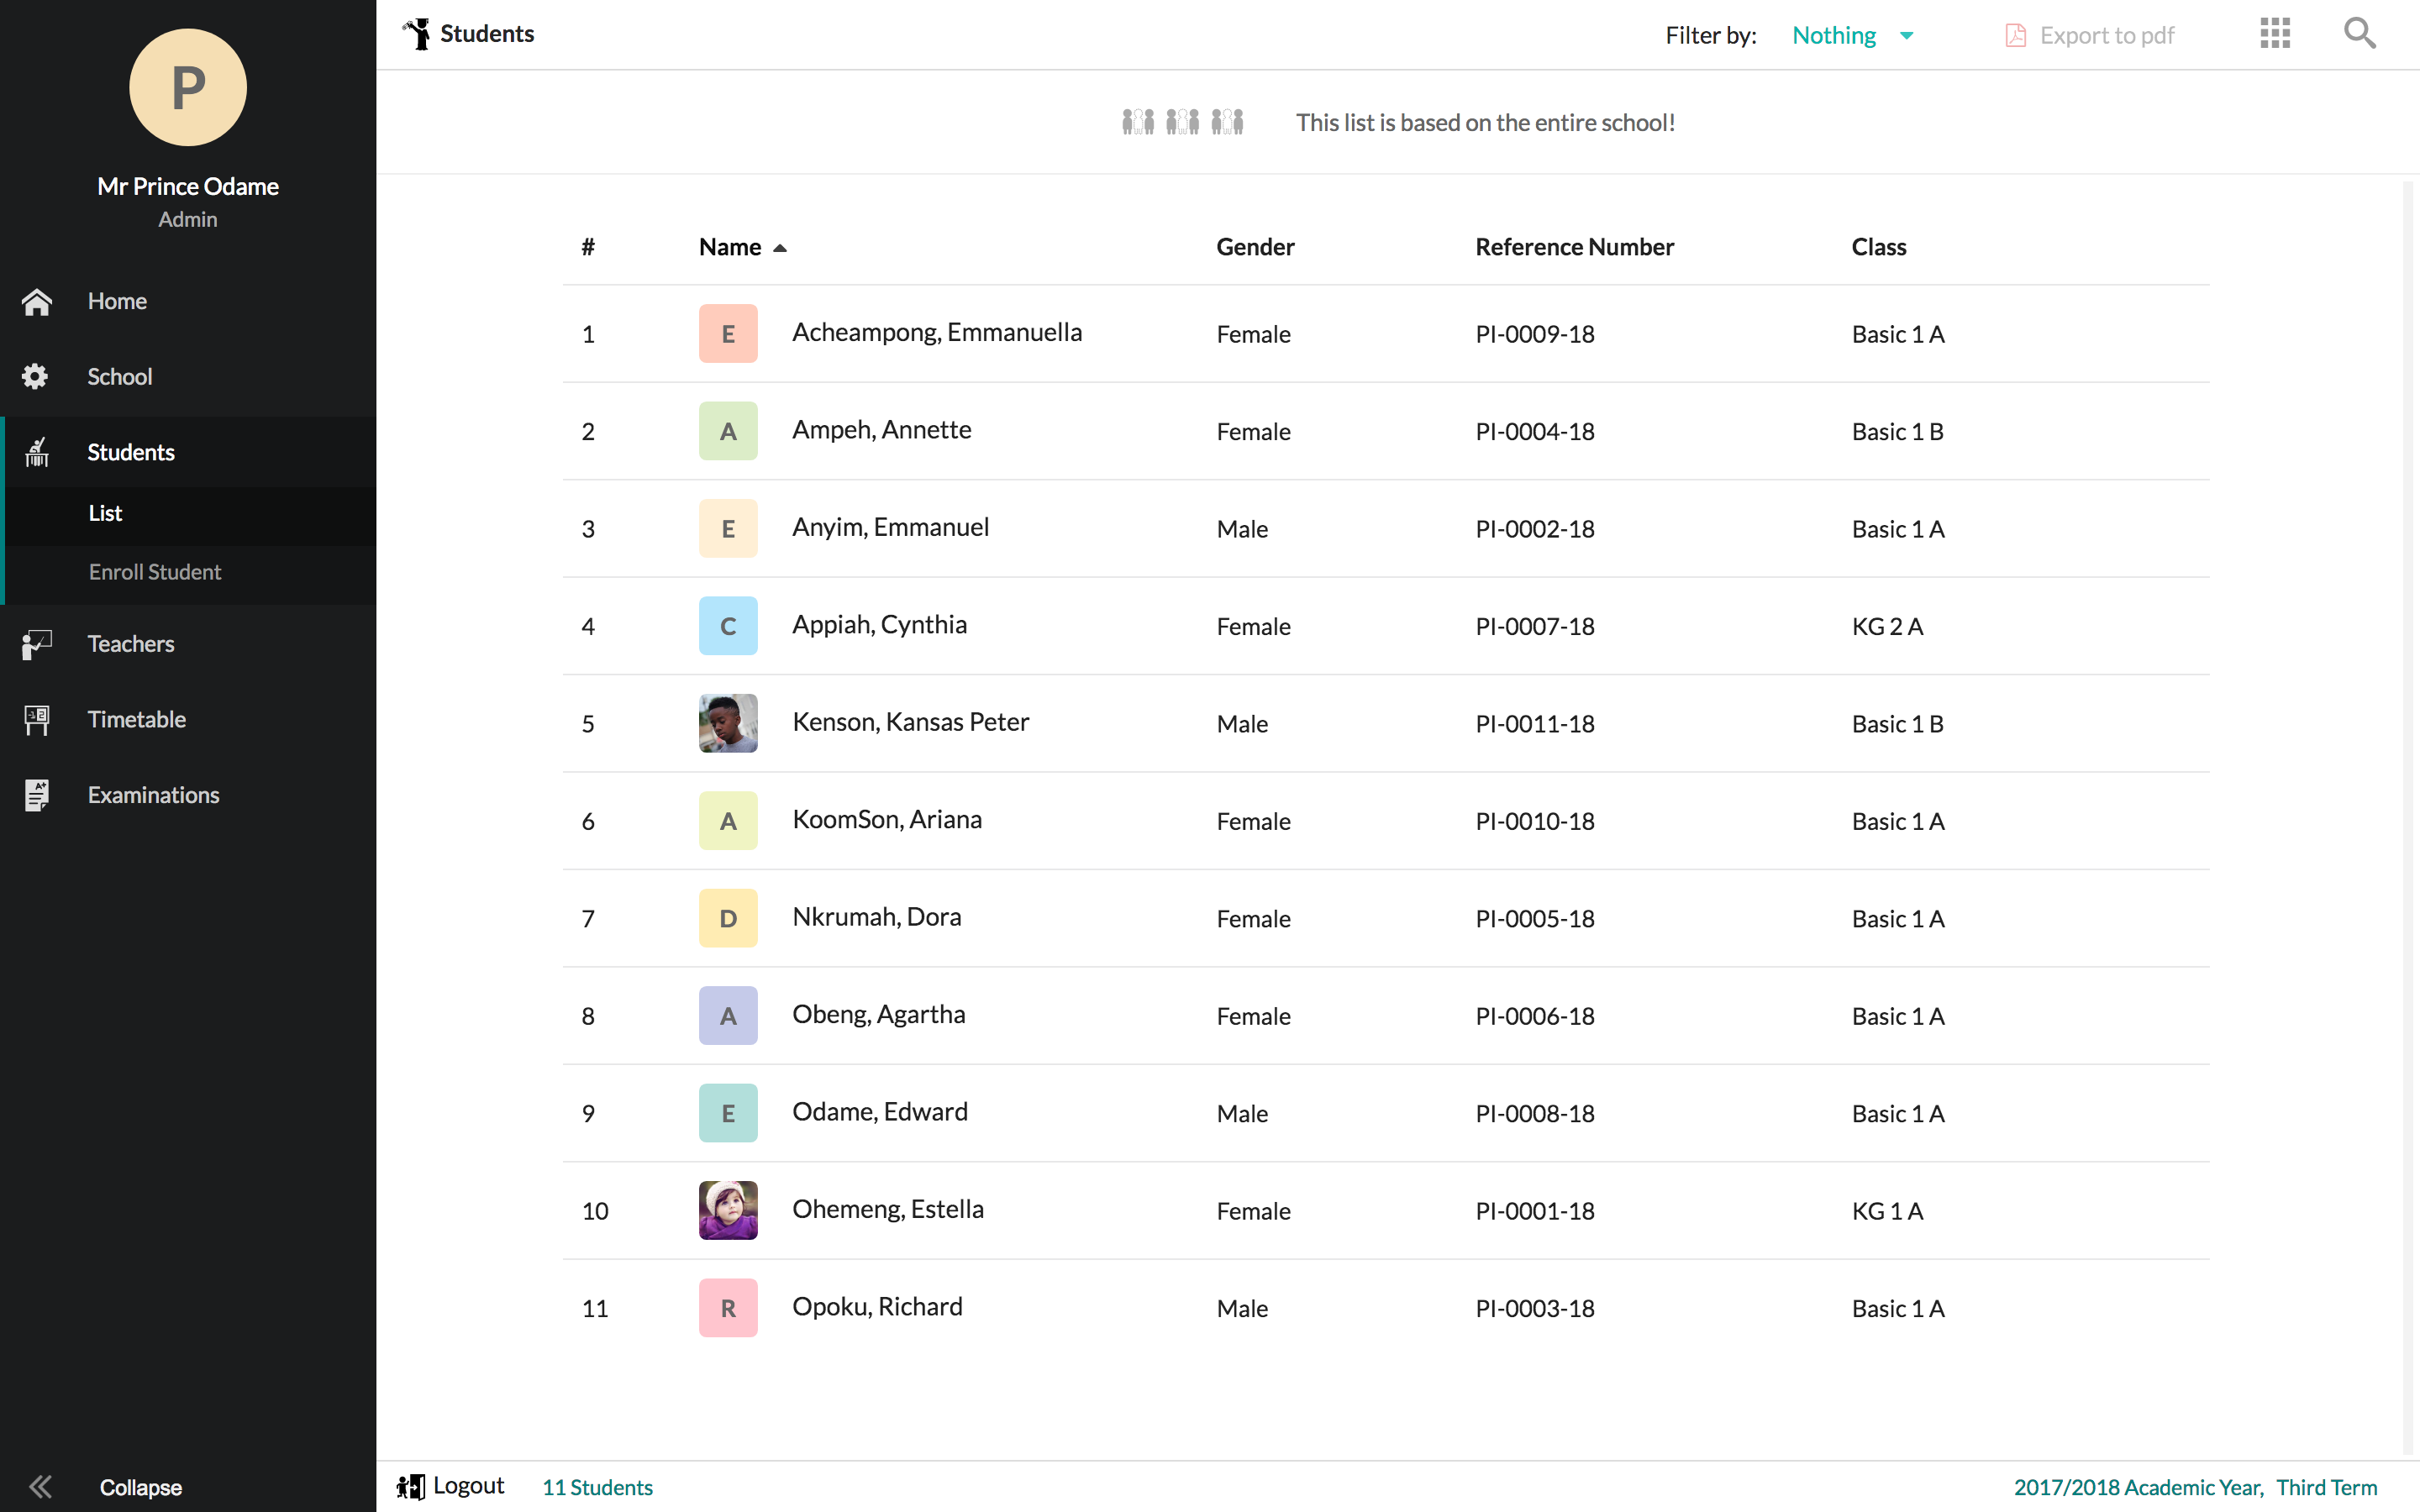 P
Mr Prince Odame
Admin
Home
School
Students
List
Enroll Student
Teachers
Timetable
Examinations
Collapse
Students
Filter by: Nothing
Export to pdf
This list is based on the entire school!
# Name Gender Reference Number Class
1 E Acheampong, Emmanuella Female PI-0009-18 Basic 1 A
2 A Ampeh, Annette Female PI-0004-18 Basic 1 B
3 E Anyim, Emmanuel Male PI-0002-18 Basic 1 A
4 C Appiah, Cynthia Female PI-0007-18 KG 2 A
5 Kenson, Kansas Peter Male PI-0011-18 Basic 1 B
6 A KoomSon, Ariana Female PI-0010-18 Basic 1 A
7 D Nkrumah, Dora Female PI-0005-18 Basic 1 A
8 A Obeng, Agartha Female PI-0006-18 Basic 1 A
9 E Odame, Edward Male PI-0008-18 Basic 1 A
10 Ohemeng, Estella Female PI-0001-18 KG 1 A
11 R Opoku, Richard Male PI-0003-18 Basic 1 A
Logout 11 Students 2017/2018 Academic Year, Third Term